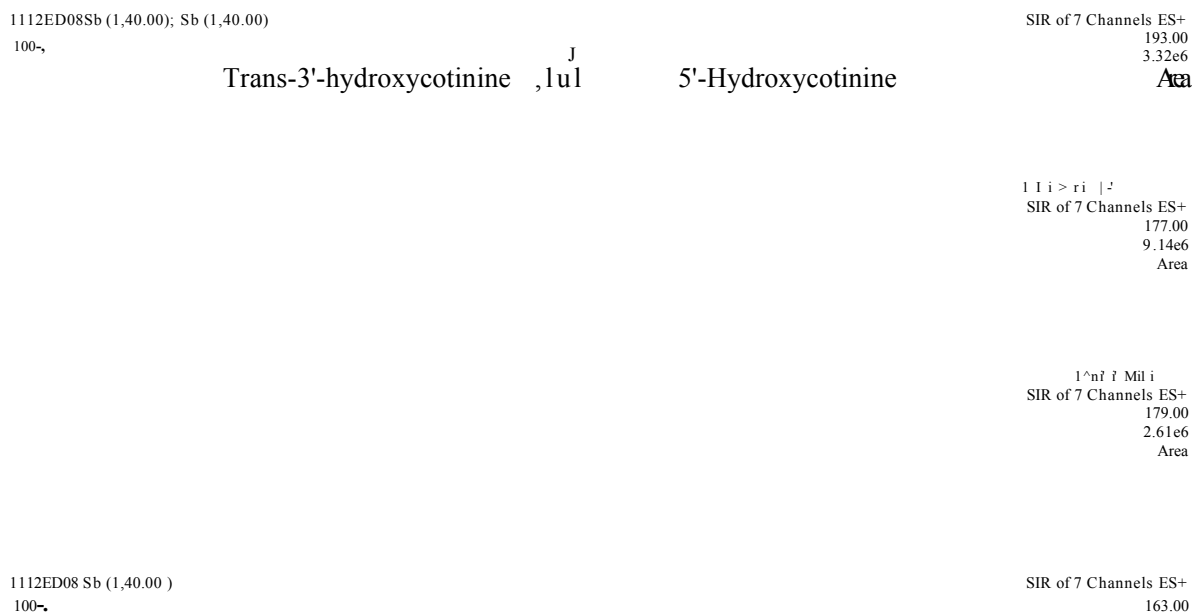 1112ED08Sb (1,40.00); Sb (1,40.00)
SIR of 7 Channels ES+
193.00
3.32e6
100-
Trans-3'-hydroxycotinine ,lul
J
5'-Hydroxycotinine
Area
SIR of 7 Channels ES+
177.00
9.14e6
Area
SIR of 7 Channels ES+
179.00
2.61e6
Area
1112ED08 Sb (1,40.00 )
SIR of 7 Channels ES+
100-
163.00